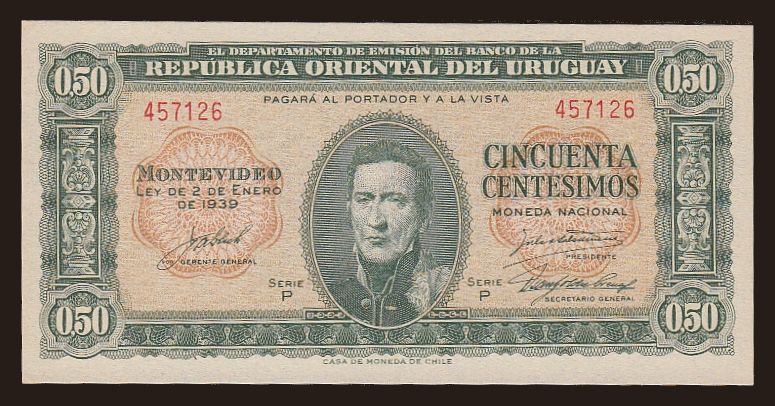 EL DEPARTAMENTO DE EMISIÓN DEL BANCO DE LA
REPÚBLICA ORIENTAL DEL URUGUAY
0,50
0,50
PAGARÁ AL PORTADOR Y A LA VISTA
457126
457126
MONTEVIDEO
LEY DE 2 DE ENERO
DE 1939
CINCUENTA
CENTESIMOS
MONEDA NACIONAL
GERENTE GENERAL
PRESIDENTE
SERIE
P
SERIE
P
SECRETARIO GENERAL
0,50
0,50
CASA DE MONEDA DE CHILE